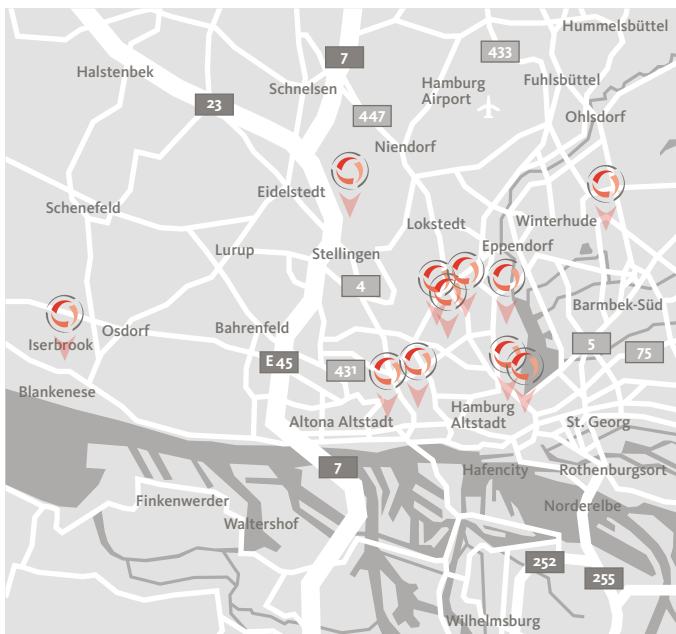 Hummelsbüttel
7
433
Halstenbek
Schnelsen
Hamburg
Airport
Fuhlsbüttel
23
447
Ohlsdorf
Niendorf
Eidelstedt
Schenefeld
Lokstedt
Winterhude
Eppendorf
Lurup
Stellingen
4
Barmbek-Süd
Osdorf
Bahrenfeld
Iserbrook
5
75
E 45
431
Blankenese
Altona Altstadt
Hamburg
Altstadt
St. Georg
7
Hafencity
Rothenburgsort
Finkenwerder
Norderelbe
Waltershof
252
255
Wilhelmsburg